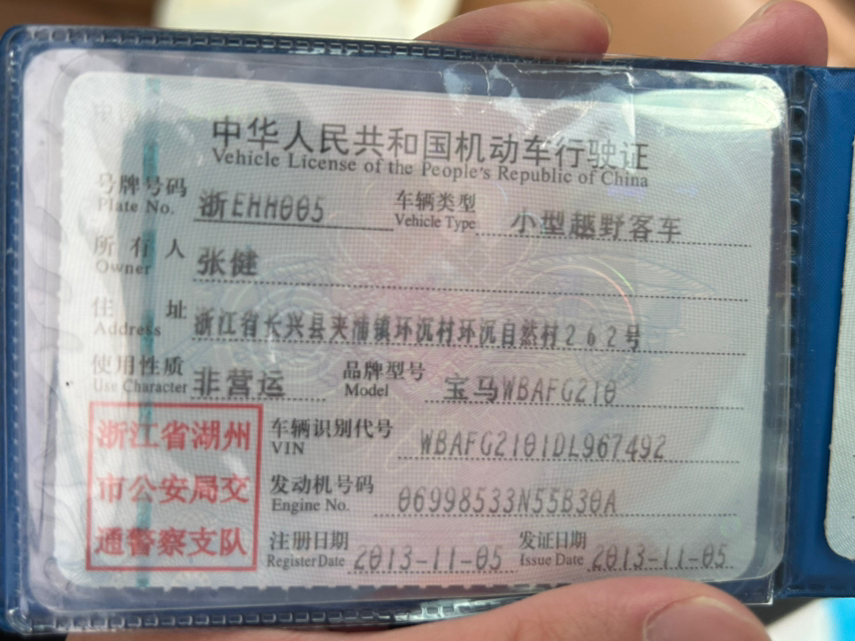 中华人民共和国机动车行驶证
Vehicle License of the People's Republic of China
号牌号码 浙EHH005 车辆类型 小型越野客车
Plate No. Vehicle Type
所有人 张健
Owner
住址 浙江省长兴县夹浦镇环沉村环沉自然村262号
Address
使用性质 非营运 品牌型号 宝马WBAFG210
Use Character Model
浙江省湖州
市公安局交
通警察支队
车辆识别代号 WBAFG2101DL967492
VIN
发动机号码 06998533N55B30A
Engine No.
注册日期 2013-11-05 发证日期 2013-11-05
Register Date Issue Date